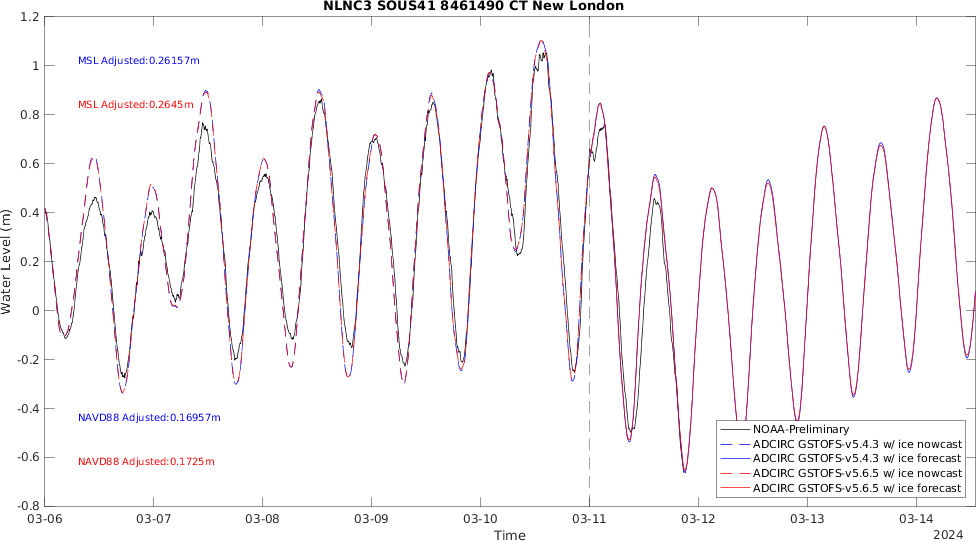 NLNC3 SOUS41 8461490 CT New London
1.2
1
0.8
0.6
0.4
0.2
0
-0.2
-0.4
-0.6
-0.8
Water Level (m)
MSL Adjusted:0.26157m
MSL Adjusted:0.2645m
NAVD88 Adjusted:0.16957m
NAVD88 Adjusted:0.1725m
NOAA-Preliminary
ADCIRC GSTOFS-v5.4.3 w/ ice nowcast
ADCIRC GSTOFS-v5.4.3 w/ ice forecast
ADCIRC GSTOFS-v5.6.5 w/ ice nowcast
ADCIRC GSTOFS-v5.6.5 w/ ice forecast
03-06 03-07 03-08 03-09 03-10 03-11 03-12 03-13 03-14
Time
2024